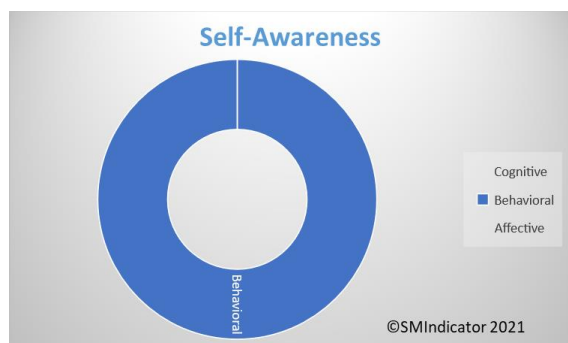 Self-Awareness
Cognitive
Behavioral
Affective
Behavioral
©SMIndicator 2021